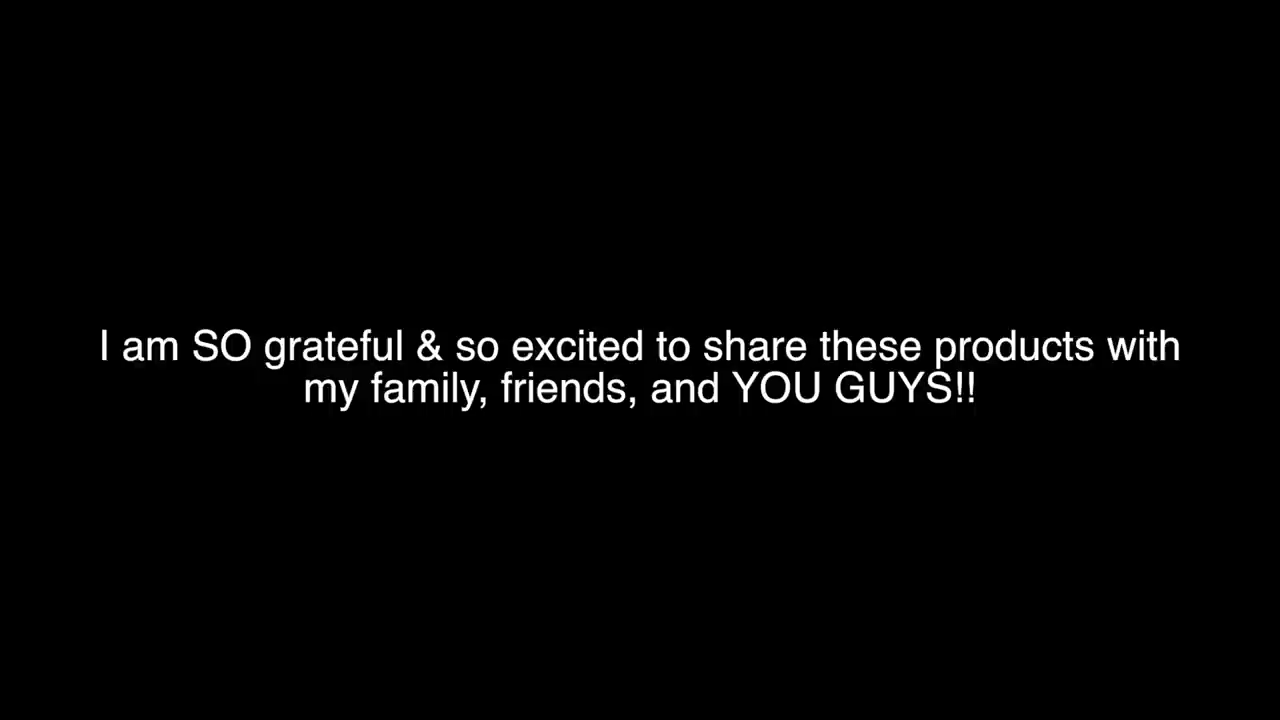 I am SO grateful & so excited to share these products with
my family, friends, and YOU GUYS!!